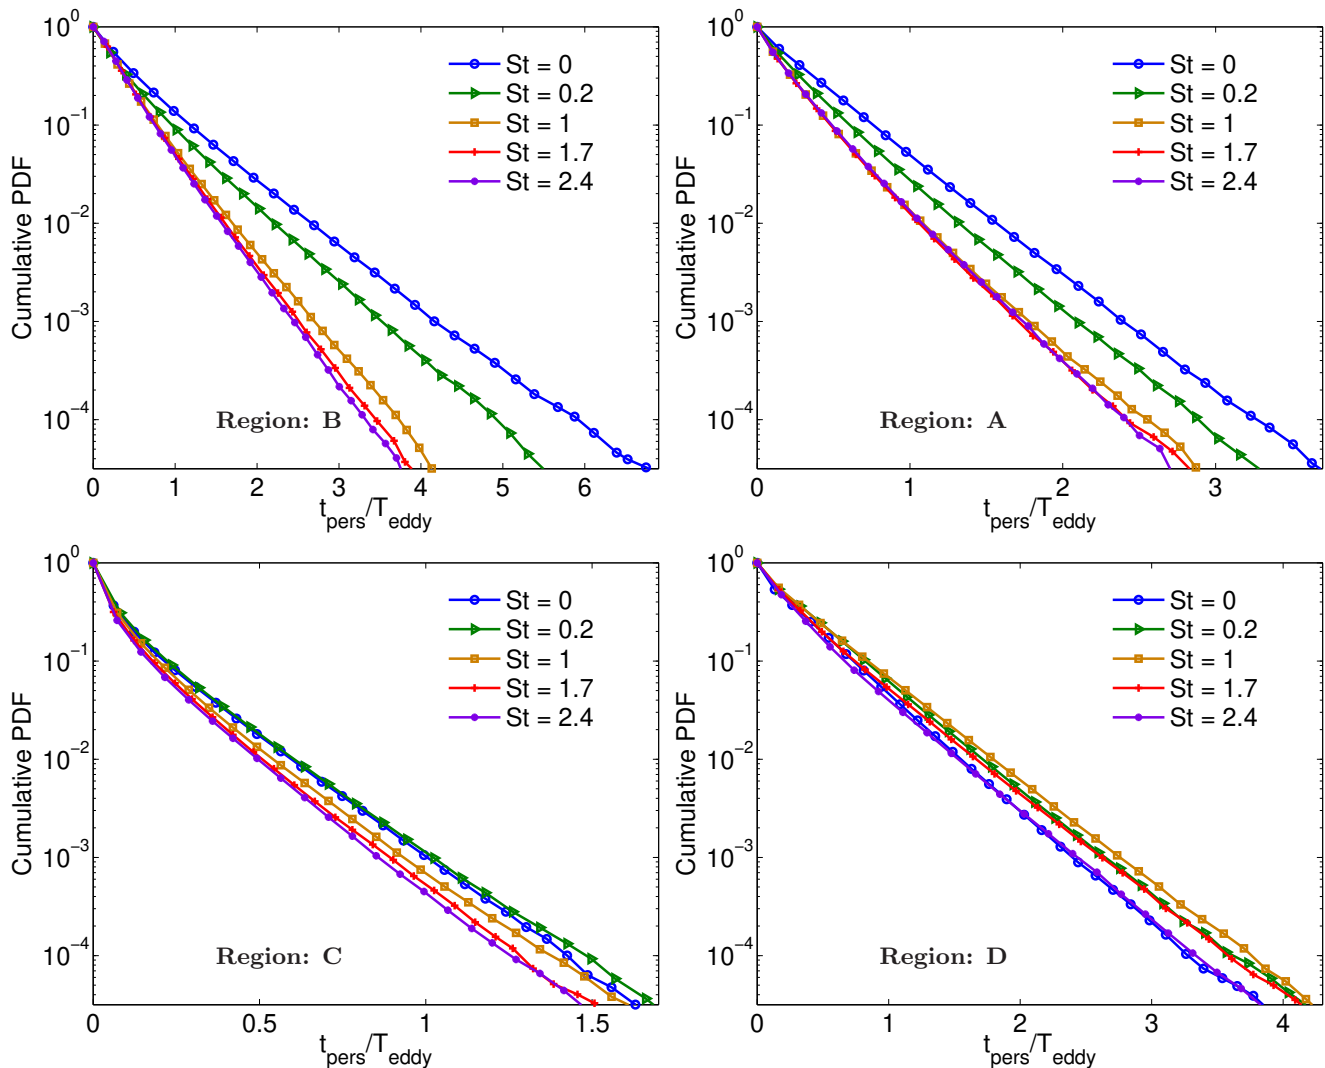 10^0
10^-1
10^-2
10^-3
10^-4
Cumulative PDF
St = 0
St = 0.2
St = 1
St = 1.7
St = 2.4
Region: B
0 1 2 3 4 5 6
t_pers/T_eddy
10^0
10^-1
10^-2
10^-3
10^-4
Cumulative PDF
St = 0
St = 0.2
St = 1
St = 1.7
St = 2.4
Region: A
0 1 2 3
t_pers/T_eddy
10^0
10^-1
10^-2
10^-3
10^-4
Cumulative PDF
St = 0
St = 0.2
St = 1
St = 1.7
St = 2.4
Region: C
0 0.5 1 1.5
t_pers/T_eddy
10^0
10^-1
10^-2
10^-3
10^-4
Cumulative PDF
St = 0
St = 0.2
St = 1
St = 1.7
St = 2.4
Region: D
0 1 2 3 4
t_pers/T_eddy